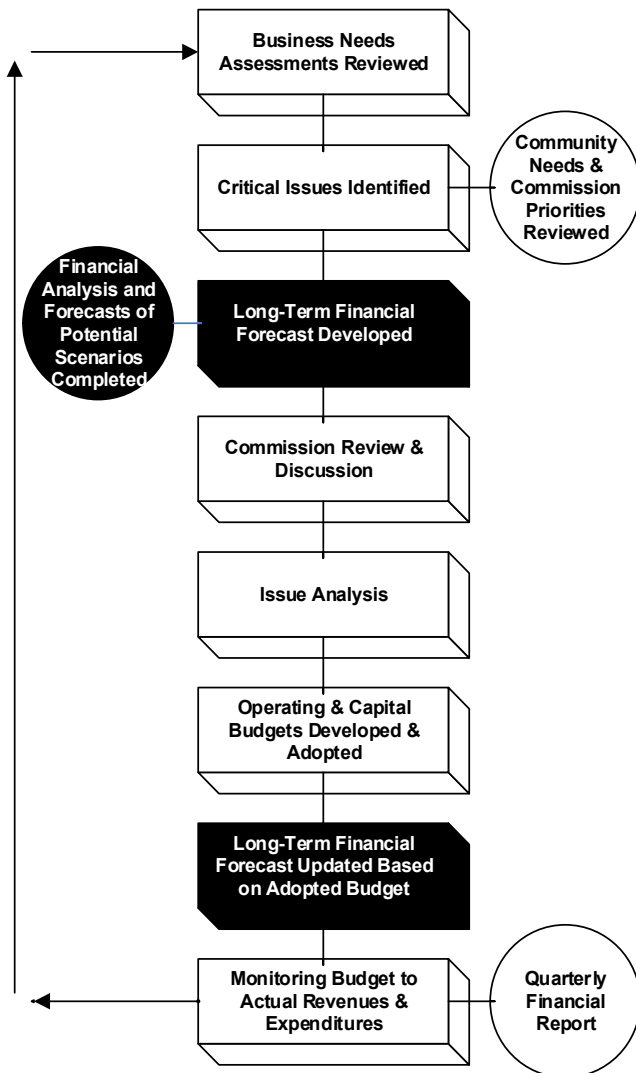 Business Needs
Assessments Reviewed
Critical Issues Identified
Community
Needs &
Commission
Priorities
Reviewed
Financial
Analysis and
Forecasts of
Potential
Scenarios
Completed
Long-Term Financial
Forecast Developed
Commission Review &
Discussion
Issue Analysis
Operating & Capital
Budgets Developed &
Adopted
Long-Term Financial
Forecast Updated Based
on Adopted Budget
Monitoring Budget to
Actual Revenues &
Expenditures
Quarterly
Financial
Report